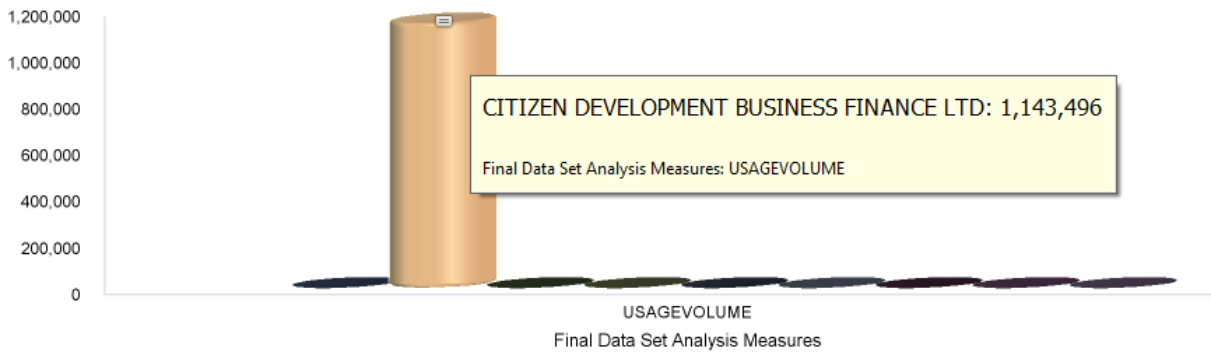 1,200,000
1,000,000
800,000
600,000
400,000
200,000
0
CITIZEN DEVELOPMENT BUSINESS FINANCE LTD: 1,143,496
Final Data Set Analysis Measures: USAGEVOLUME
USAGEVOLUME
Final Data Set Analysis Measures